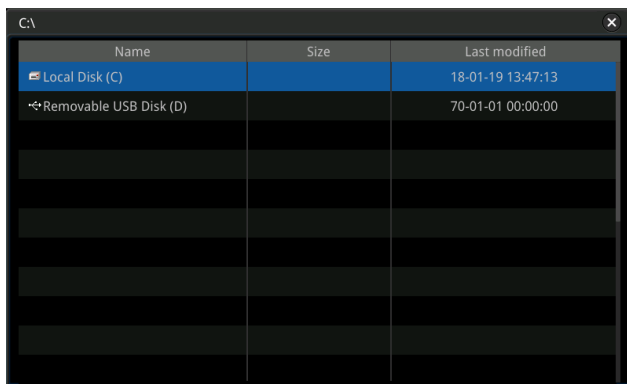 C:\
Name Size Last modified
Local Disk (C) 18-01-19 13:47:13
Removable USB Disk (D) 70-01-01 00:00:00